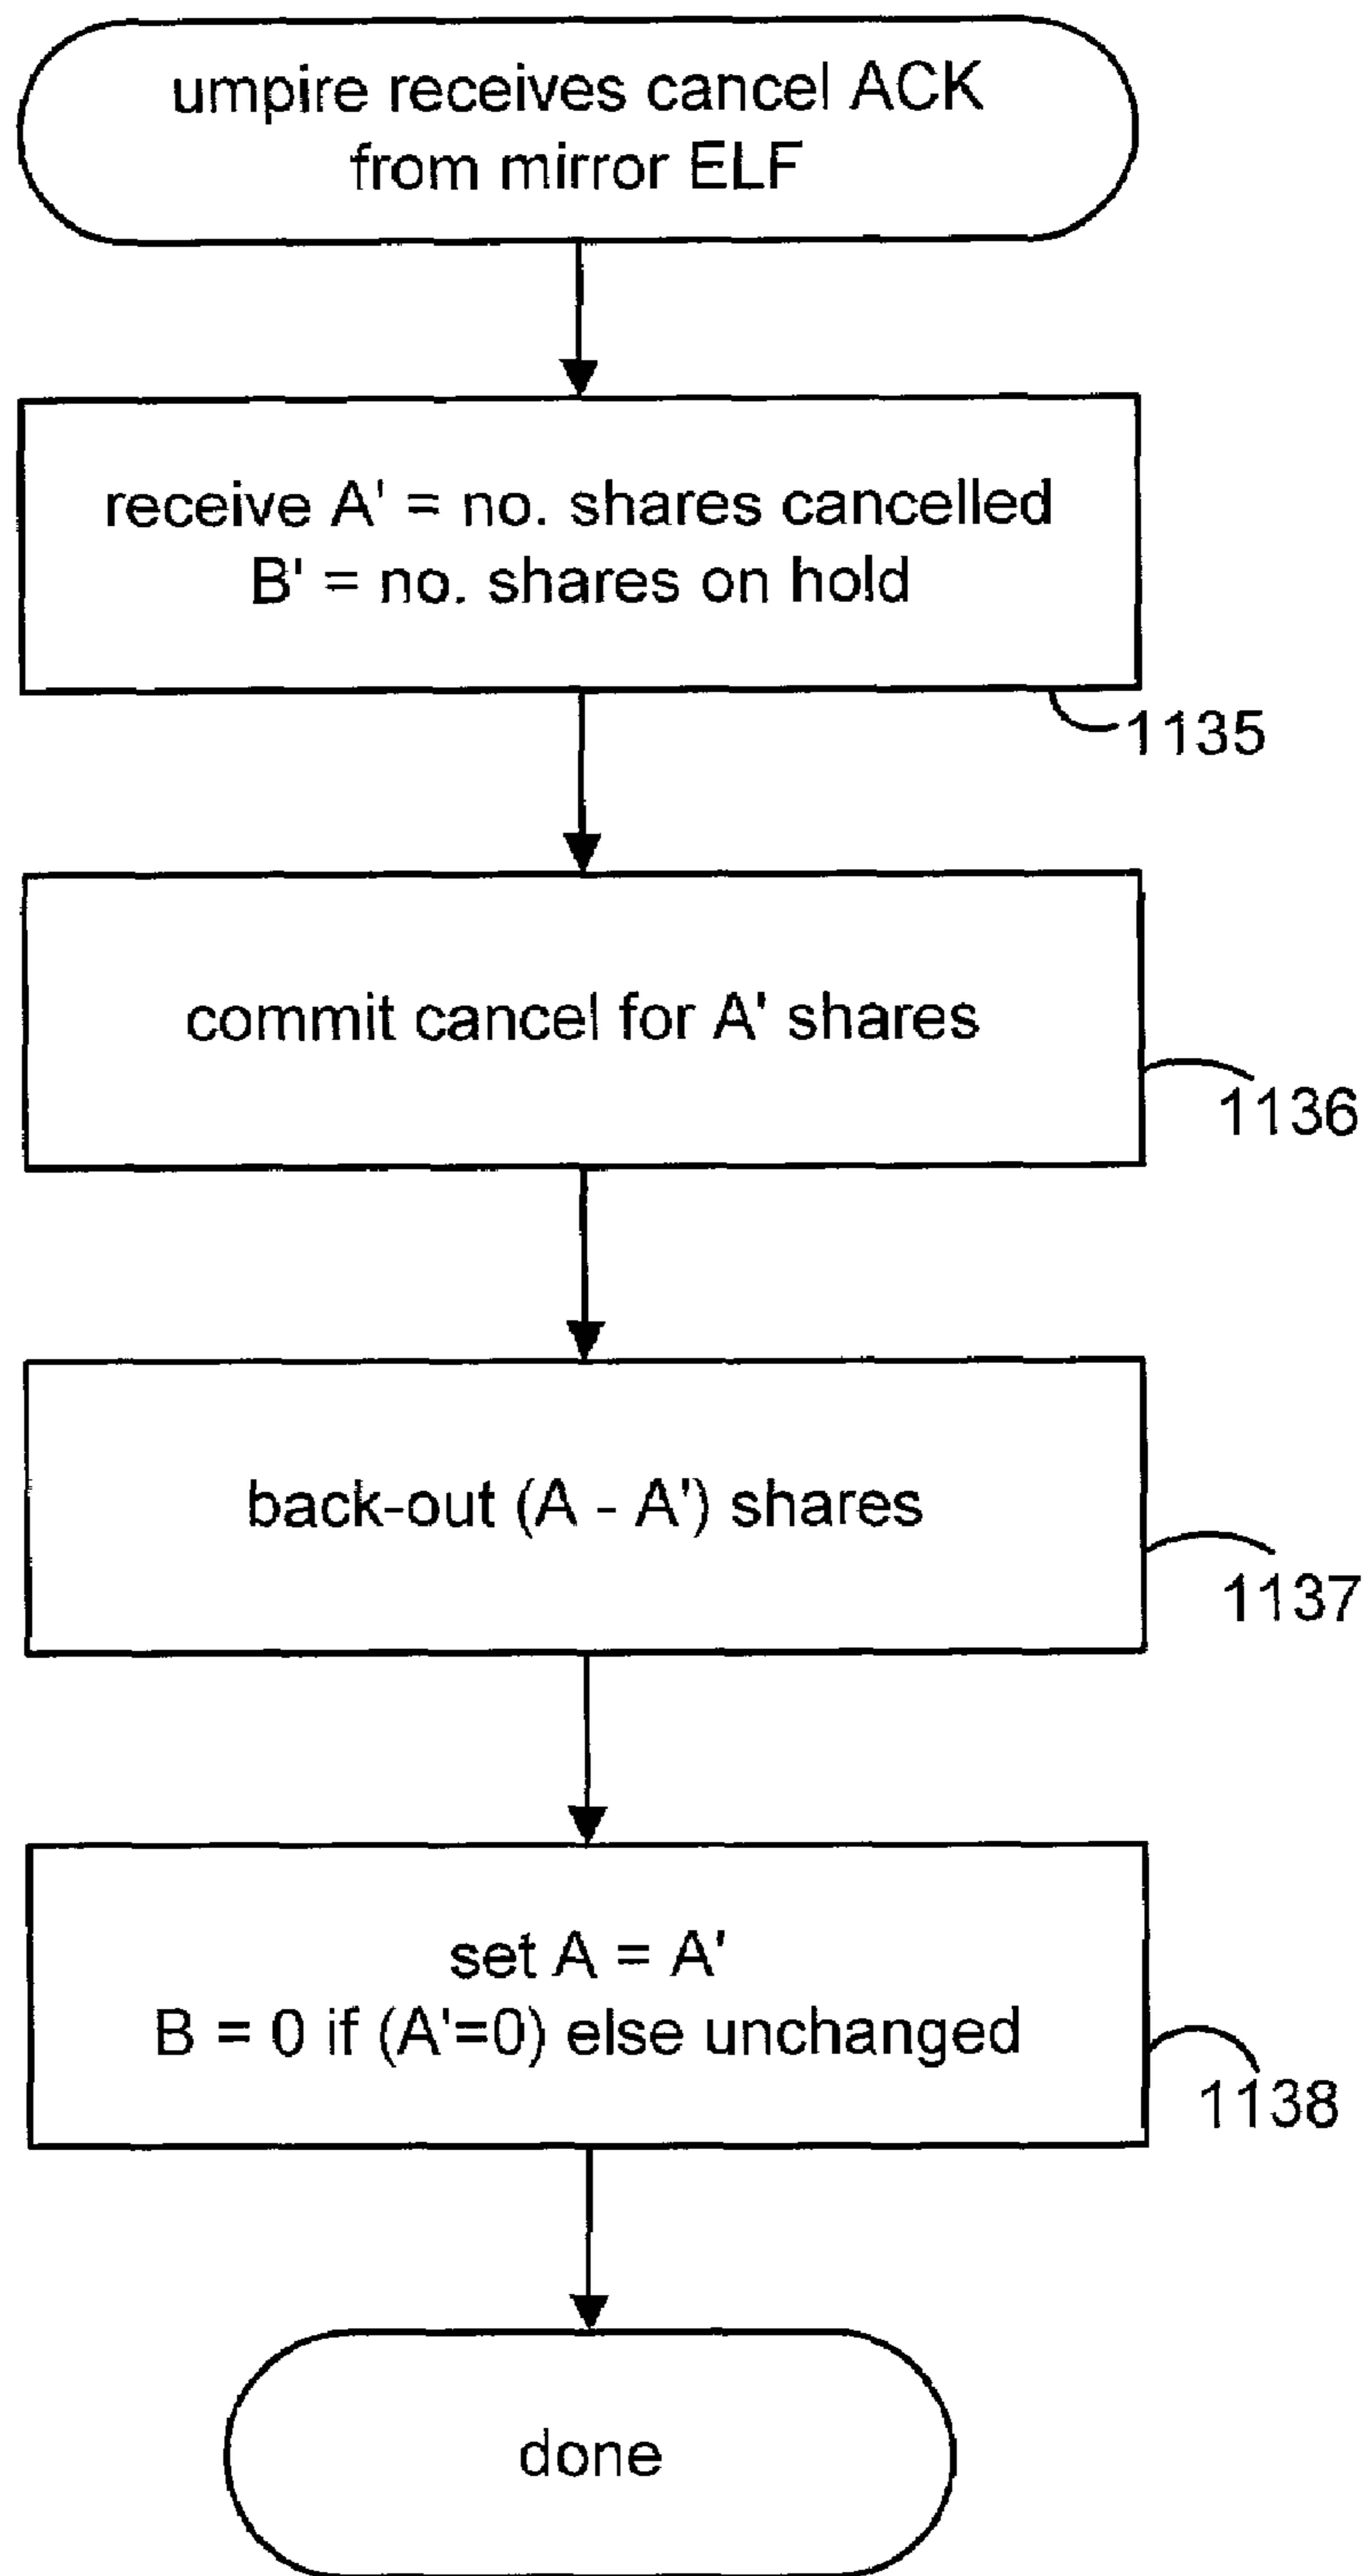 umpire receives cancel ACK
from mirror ELF
receive A' = no. shares cancelled
B' = no. shares on hold
1135
commit cancel for A' shares
1136
back-out (A - A') shares
1137
set A = A'
B = 0 if (A'=0) else unchanged
1138
done